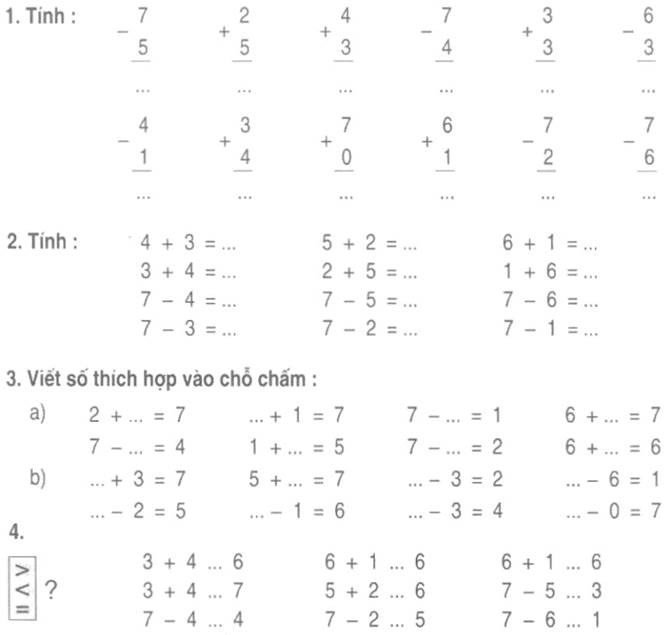 1. Tính :
7 2 4 7 3 6
− + + − + −
5 5 3 4 3 3
... ... ... ... ... ...
4 3 7 6 7 7
− + + + − −
1 4 0 1 2 6
... ... ... ... ... ...
2. Tính : 4 + 3 = ... 5 + 2 = ... 6 + 1 = ...
3 + 4 = ... 2 + 5 = ... 1 + 6 = ...
7 − 4 = ... 7 − 5 = ... 7 − 6 = ...
7 − 3 = ... 7 − 2 = ... 7 − 1 = ...
3. Viết số thích hợp vào chỗ chấm :
a) 2 + ... = 7 ... + 1 = 7 7 − ... = 1 6 + ... = 7
7 − ... = 4 1 + ... = 5 7 − ... = 2 6 + ... = 6
b) ... + 3 = 7 5 + ... = 7 ... − 3 = 2 ... − 6 = 1
... − 2 = 5 ... − 1 = 6 ... − 3 = 4 ... − 0 = 7
4.
> < = ?
3 + 4 ... 6 6 + 1 ... 6 6 + 1 ... 6
3 + 4 ... 7 5 + 2 ... 6 7 − 5 ... 3
7 − 4 ... 4 7 − 2 ... 5 7 − 6 ... 1